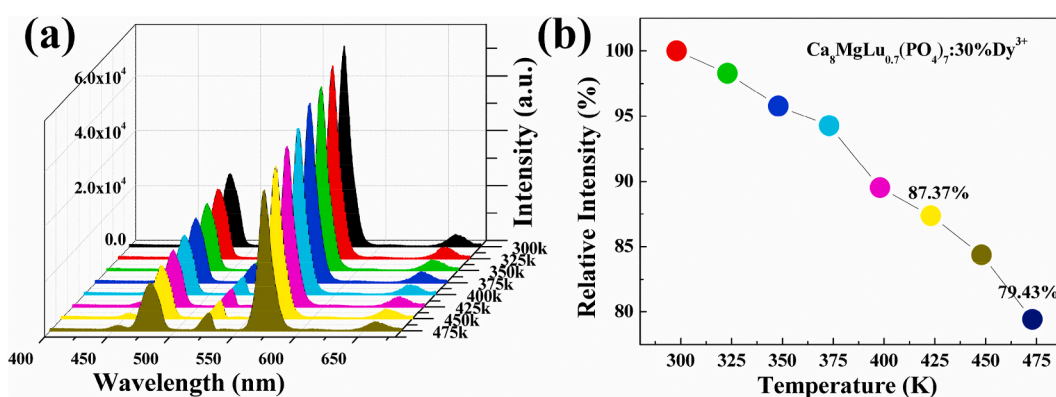 (a)
6.0x10⁴
4.0x10⁴
2.0x10⁴
0.0
Intensity (a.u.)
300k
325k
350k
375k
400k
425k
450k
475k
400 450 500 550 600 650
Wavelength (nm)
(b)
Ca₈MgLu₀.₇(PO₄)₇:30%Dy³⁺
100
95
90
85
80
Relative Intensity (%)
87.37%
79.43%
300 325 350 375 400 425 450 475
Temperature (K)